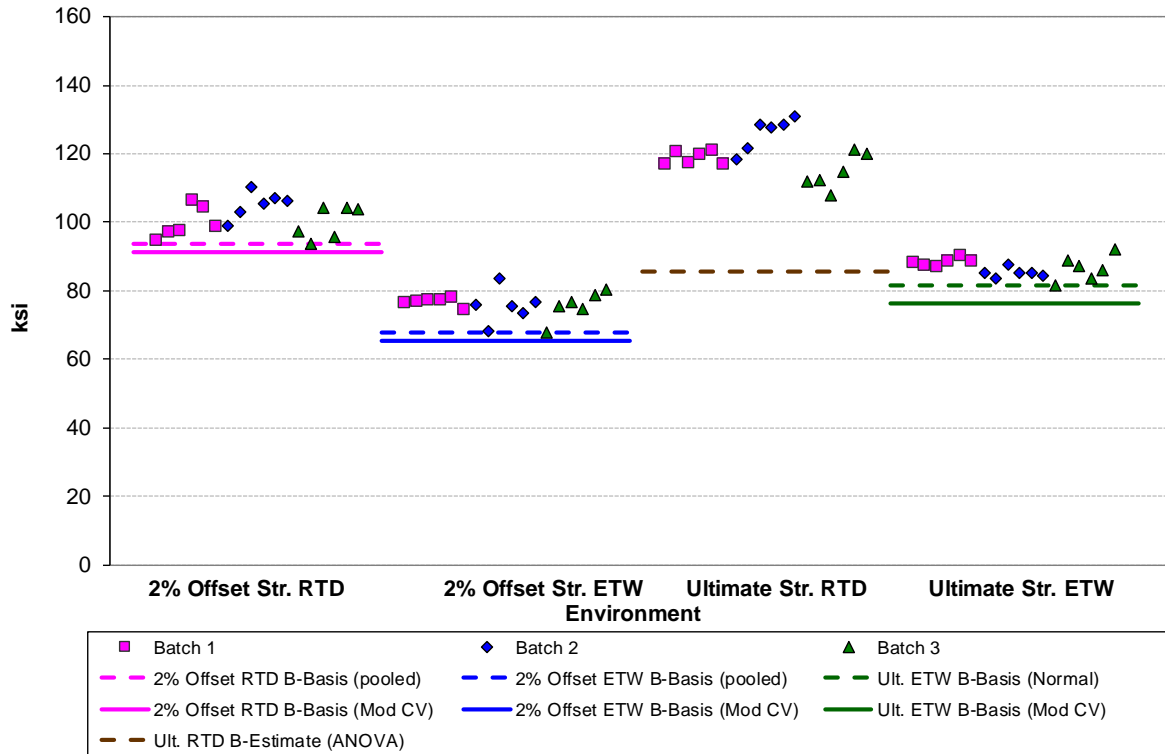 160
140
120
100
80
60
40
20
0
ksi
2% Offset Str. RTD 2% Offset Str. ETW Ultimate Str. RTD Ultimate Str. ETW
Environment
Batch 1 Batch 2 Batch 3
2% Offset RTD B-Basis (pooled) 2% Offset ETW B-Basis (pooled) Ult. ETW B-Basis (Normal)
2% Offset RTD B-Basis (Mod CV) 2% Offset ETW B-Basis (Mod CV) Ult. ETW B-Basis (Mod CV)
Ult. RTD B-Estimate (ANOVA)